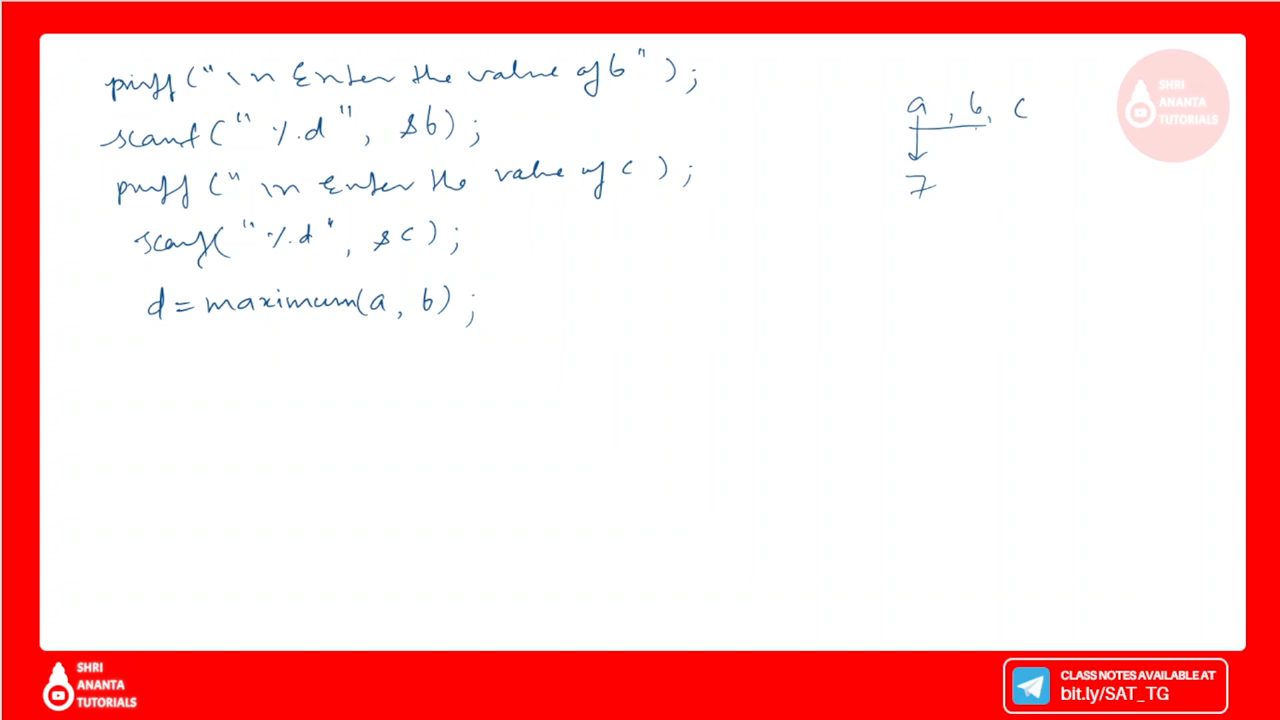 printf("\n Enter the value of b");
scanf("%d", &b);
printf("\n Enter the value of c );
scanf("%d", &c);
d = maximum(a, b);
a, b, c
7
SHRI
ANANTA
TUTORIALS
SHRI
ANANTA
TUTORIALS
CLASS NOTES AVAILABLE AT
bit.ly/SAT_TG